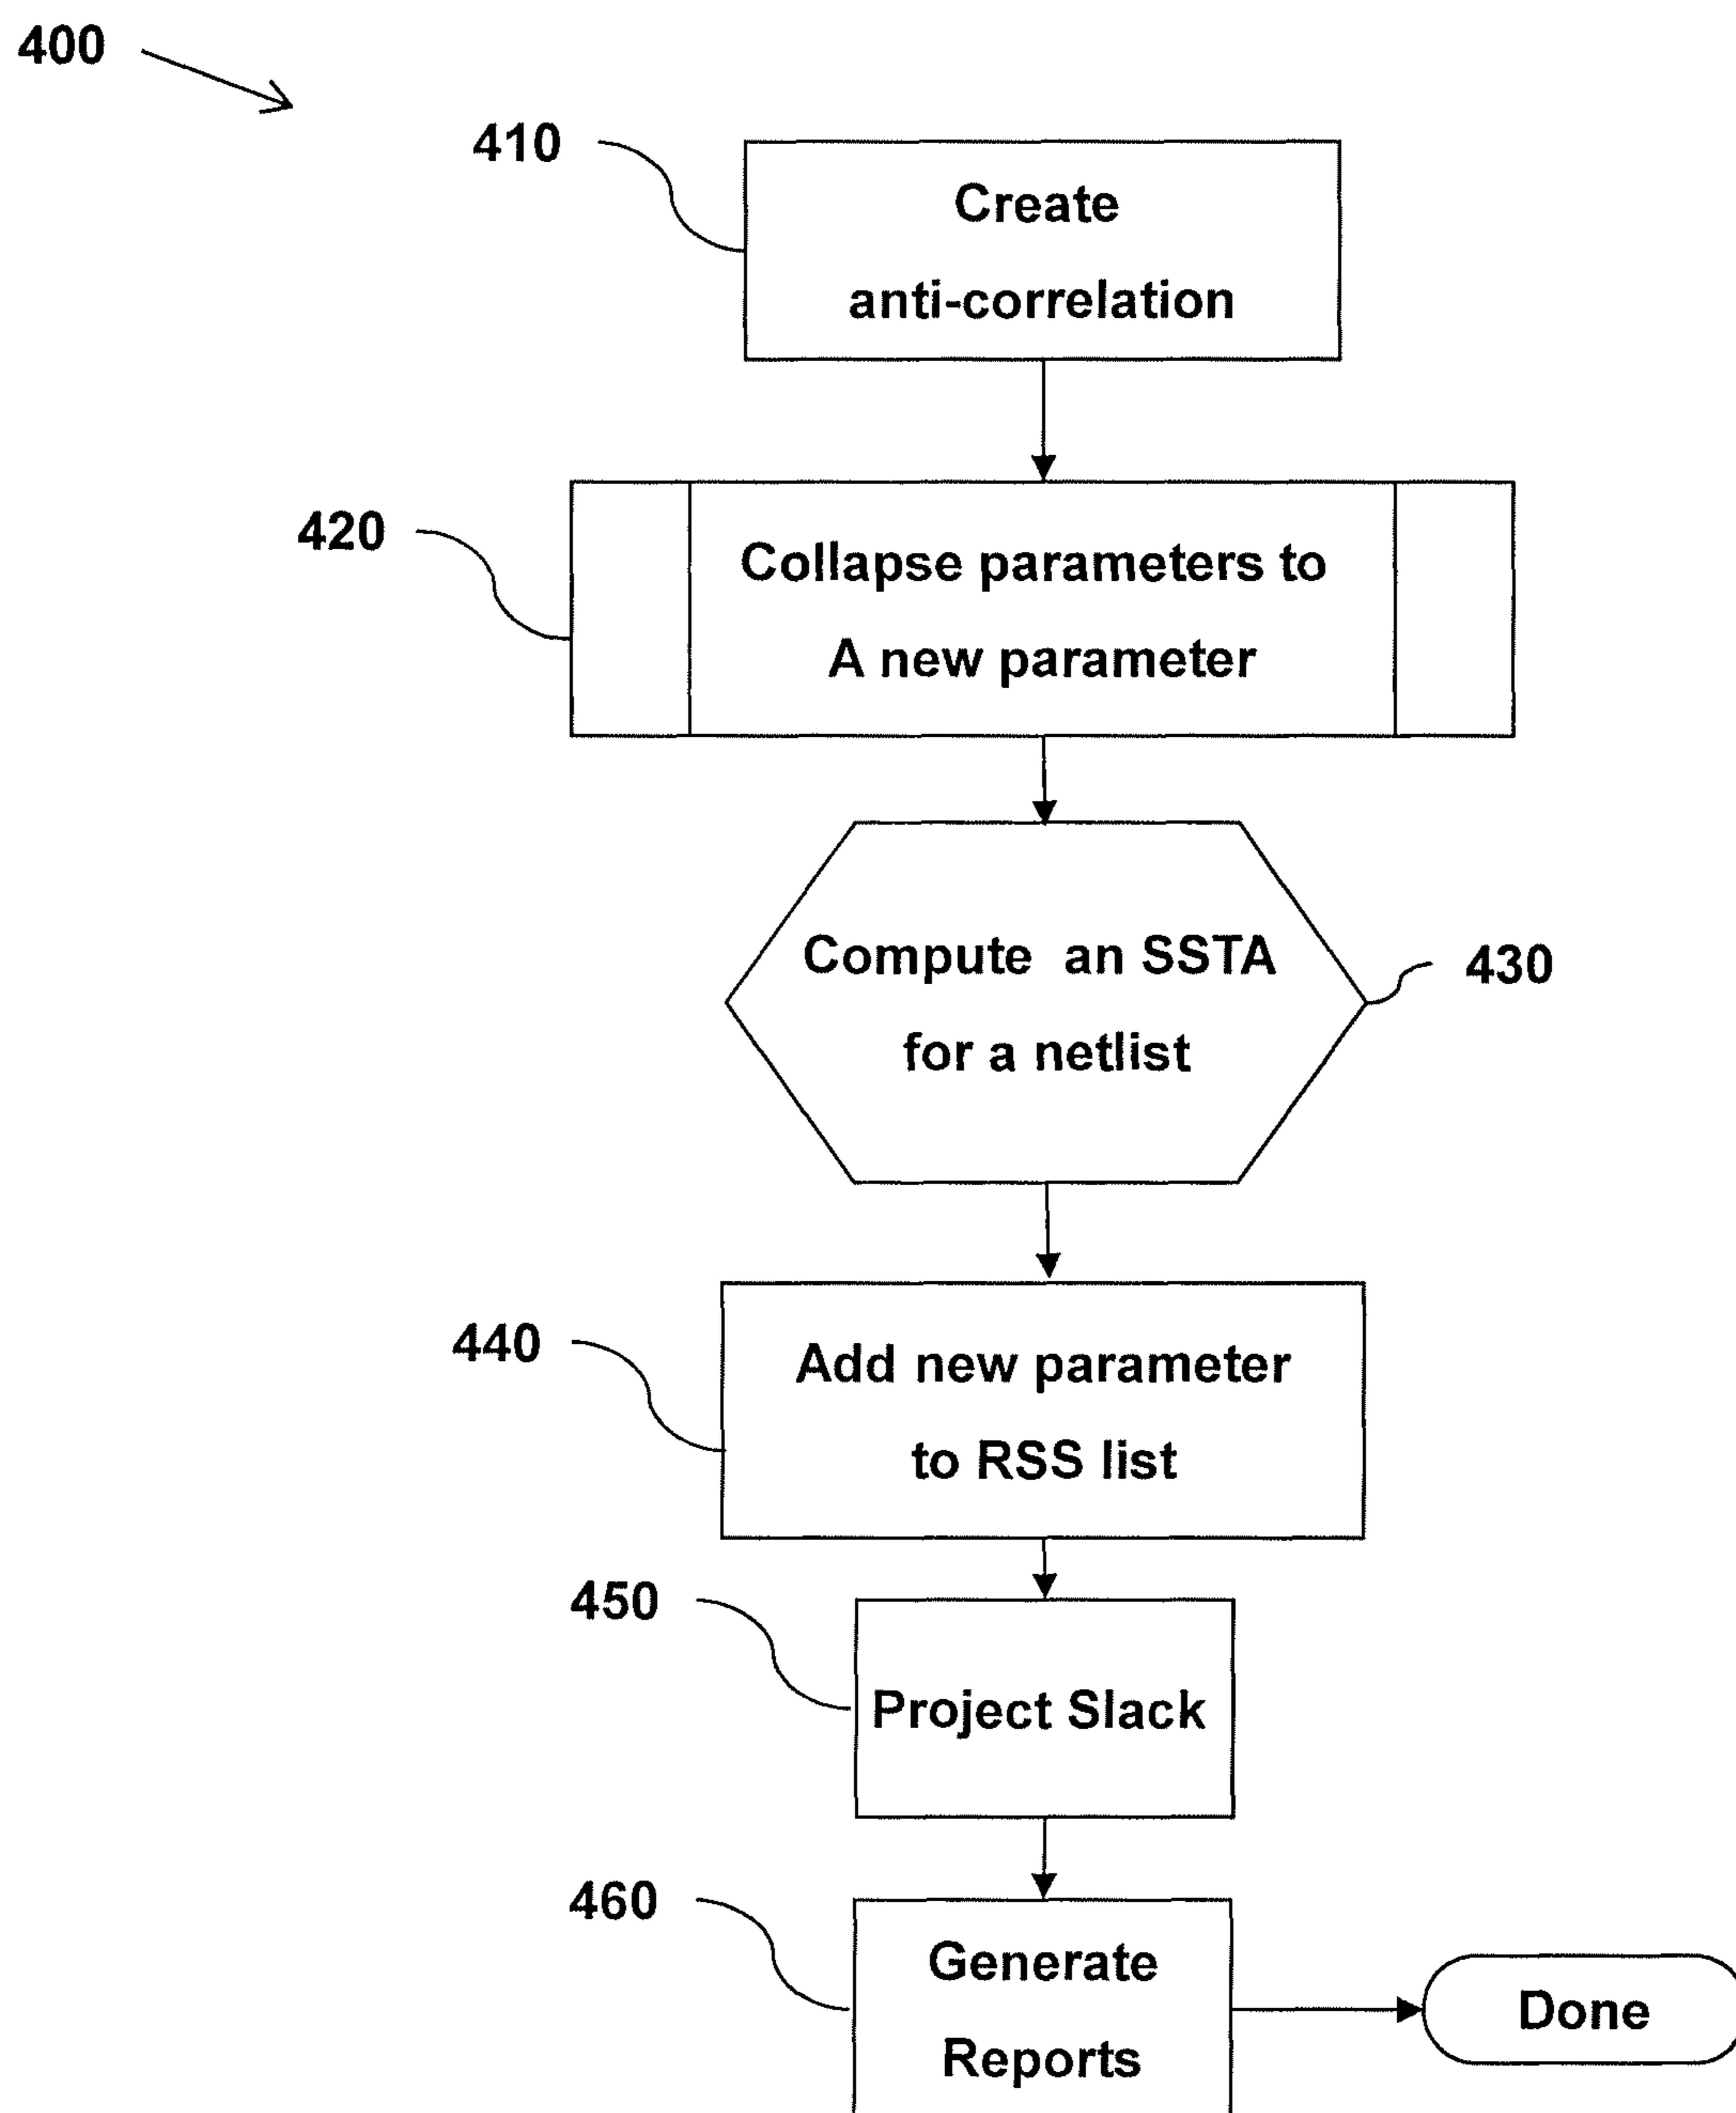 400
410
Create
anti-correlation
420
Collapse parameters to
A new parameter
Compute an SSTA
for a netlist
430
440
Add new parameter
to RSS list
450
Project Slack
460
Generate
Reports
Done